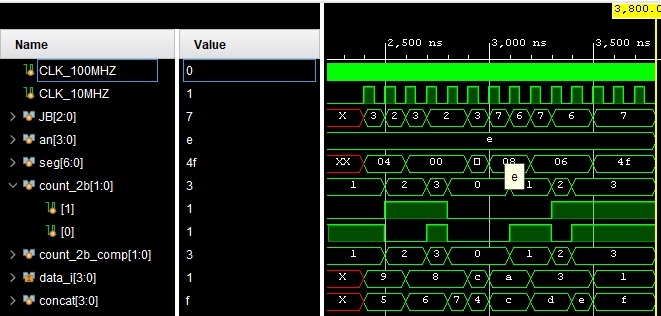 3,800.0
Name Value
2,500 ns 3,000 ns 3,500 ns
CLK_100MHZ 0
CLK_10MHZ 1
JB[2:0] 7 X 3 2 3 2 3 7 6 7 6 7
an[3:0] e e
seg[6:0] 4f XX 04 00 08 06 4f
e
count_2b[1:0] 3 1 2 3 0 1 2 3
[1] 1
[0] 1
count_2b_comp[1:0] 3 1 2 3 0 1 2 3
data_i[3:0] 1 X 9 8 c a 3 1
concat[3:0] f X 5 6 7 4 c d e f